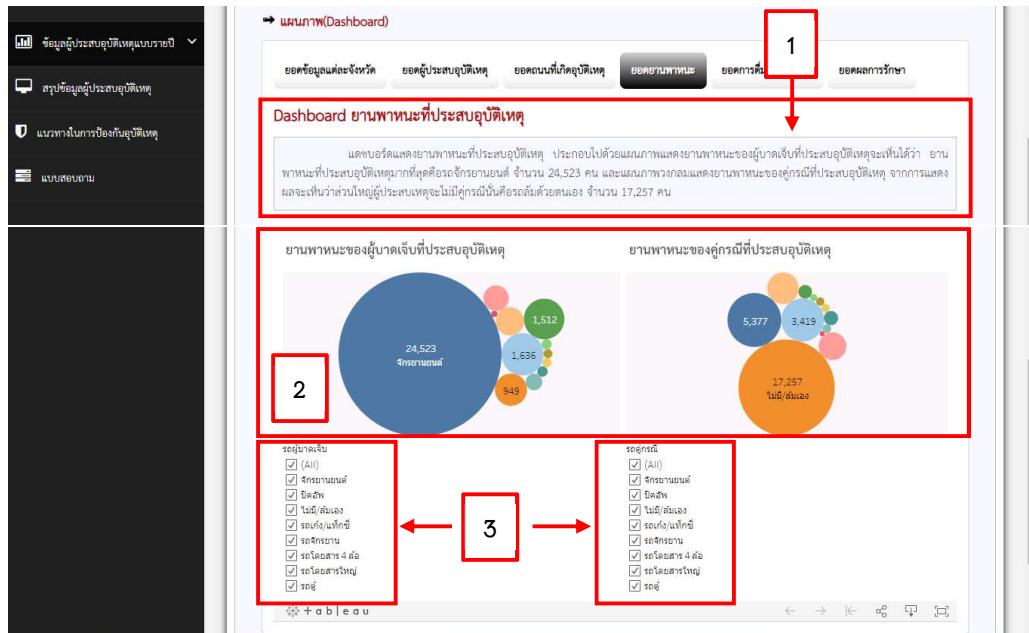 ➡ แผนภาพ(Dashboard)
ข้อมูลผู้ประสบอุบัติเหตุแบบรายปี
สรุปข้อมูลผู้ประสบอุบัติเหตุ
แนวทางในการป้องกันอุบัติเหตุ
แบบสอบถาม
ยอดข้อมูลแต่ละจังหวัด ยอดผู้ประสบอุบัติเหตุ ยอดถนนที่เกิดอุบัติเหตุ ยอดยานพาหนะ ยอดการดื่ม ยอดผลการรักษา
1
Dashboard ยานพาหนะที่ประสบอุบัติเหตุ
แดชบอร์ดแสดงยานพาหนะที่ประสบอุบัติเหตุ ประกอบไปด้วยแผนภาพแสดงยานพาหนะของผู้บาดเจ็บที่ประสบอุบัติเหตุจะเห็นได้ว่า ยาน
พาหนะที่ประสบอุบัติเหตุมากที่สุดคือรถจักรยานยนต์ จำนวน 24,523 คน และแผนภาพวงกลมแสดงยานพาหนะของคู่กรณีที่ประสบอุบัติเหตุ จากการแสดง
ผลจะเห็นว่าส่วนใหญ่ผู้ประสบเหตุจะไม่มีคู่กรณีนั่นคือรถล้มด้วยตนเอง จำนวน 17,257 คน
ยานพาหนะของผู้บาดเจ็บที่ประสบอุบัติเหตุ
24,523
จักรยานยนต์
1,512
1,636
949
2
ยานพาหนะของคู่กรณีที่ประสบอุบัติเหตุ
5,377
3,419
17,257
ไม่มี/ล้มเอง
รถผู้บาดเจ็บ
(All)
จักรยานยนต์
ปิคอัพ
ไม่มี/ล้มเอง
รถเก๋ง/แท็กซี่
รถจักรยาน
รถโดยสาร 4 ล้อ
รถโดยสารใหญ่
รถตู้
3
รถคู่กรณี
(All)
จักรยานยนต์
ปิคอัพ
ไม่มี/ล้มเอง
รถเก๋ง/แท็กซี่
รถจักรยาน
รถโดยสาร 4 ล้อ
รถโดยสารใหญ่
รถตู้
+ableau